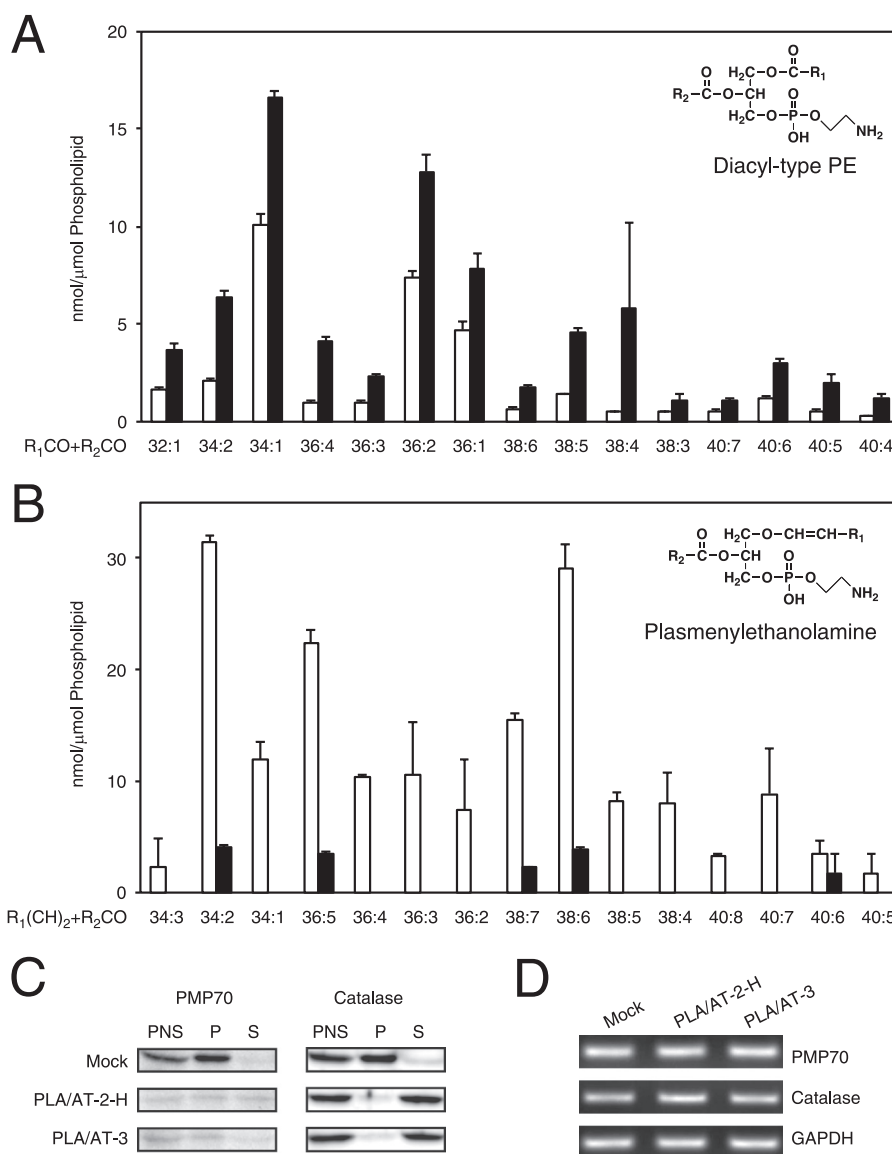 A
20
15
10
5
0
nmol/μmol Phospholipid
O
H₂C–O–C–R₁
O
R₂–C–O–CH
O
H₂C–O–P–O
OH
NH₂
Diacyl-type PE
R₁CO+R₂CO 32:1 34:2 34:1 36:4 36:3 36:2 36:1 38:6 38:5 38:4 38:3 40:7 40:6 40:5 40:4
B
30
20
10
0
nmol/μmol Phospholipid
H₂C–O–CH=CH–R₁
O
R₂–C–O–CH
O
H₂C–O–P–O
OH
NH₂
Plasmenylethanolamine
R₁(CH)₂+R₂CO 34:3 34:2 34:1 36:5 36:4 36:3 36:2 38:7 38:6 38:5 38:4 40:8 40:7 40:6 40:5
C
PMP70 Catalase
PNS P S PNS P S
Mock
PLA/AT-2-H
PLA/AT-3
D
Mock PLA/AT-2-H PLA/AT-3
PMP70
Catalase
GAPDH